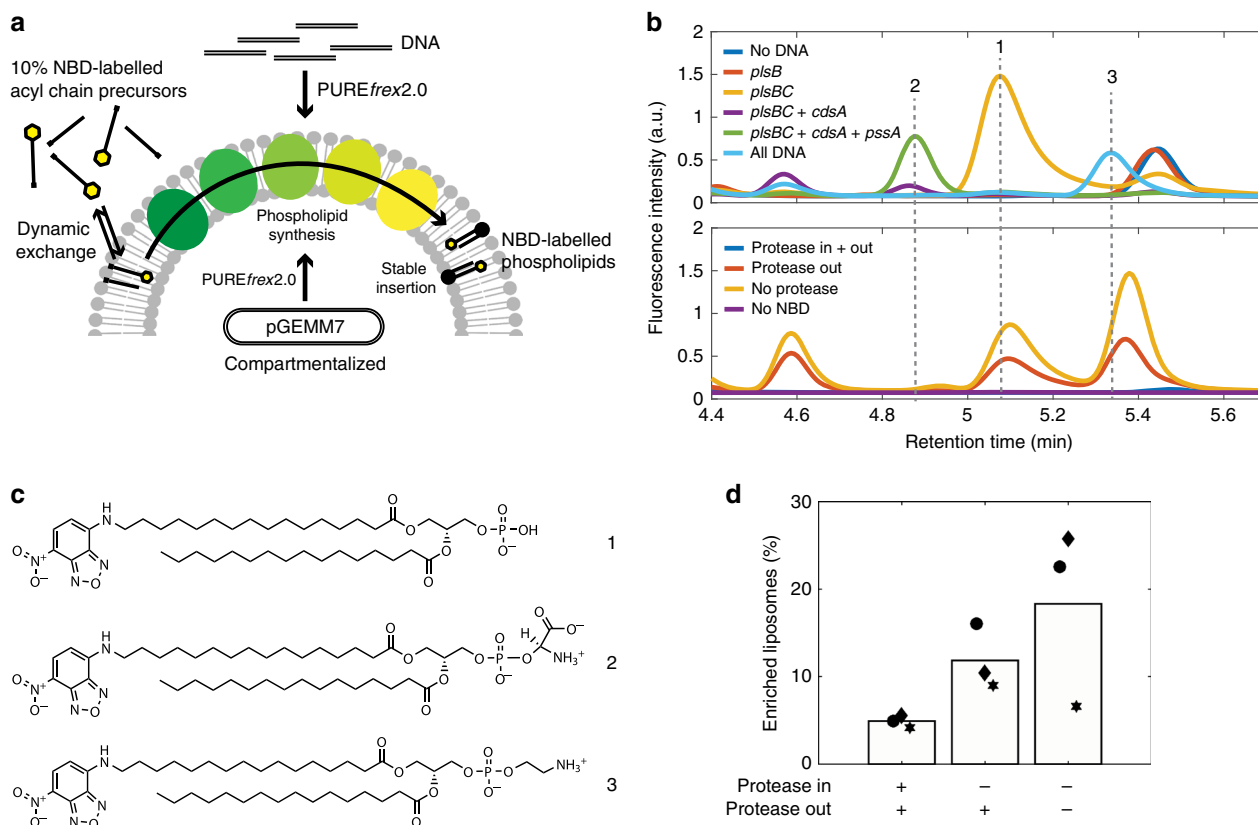 a
DNA
10% NBD-labelled
acyl chain precursors
PUREfrex2.0
Phospholipid
synthesis
Dynamic
exchange
NBD-labelled
phospholipids
Stable
insertion
PUREfrex2.0
pGEMM7
Compartmentalized
b
Fluorescence intensity (a.u.)
2
1.5
1
0.5
0
No DNA
plsB
plsBC
plsBC + cdsA
plsBC + cdsA + pssA
All DNA
1
2
3
2
1.5
1
0.5
0
Protease in + out
Protease out
No protease
No NBD
4.4 4.6 4.8 5 5.2 5.4 5.6
Retention time (min)
c
H
N
O
O
O
O
P
OH
O−
O
O
N+
O
O−
N
O
N
1
H
N
O
O
O
O
P
O−
O
H
O
O−
NH3+
O
O
N+
O
O−
N
O
N
2
H
N
O
O
O
O
P
O
O−
NH3+
O
O
N+
O
O−
N
O
N
3
d
Enriched liposomes (%)
30
20
10
0
Protease in + − −
Protease out + + −